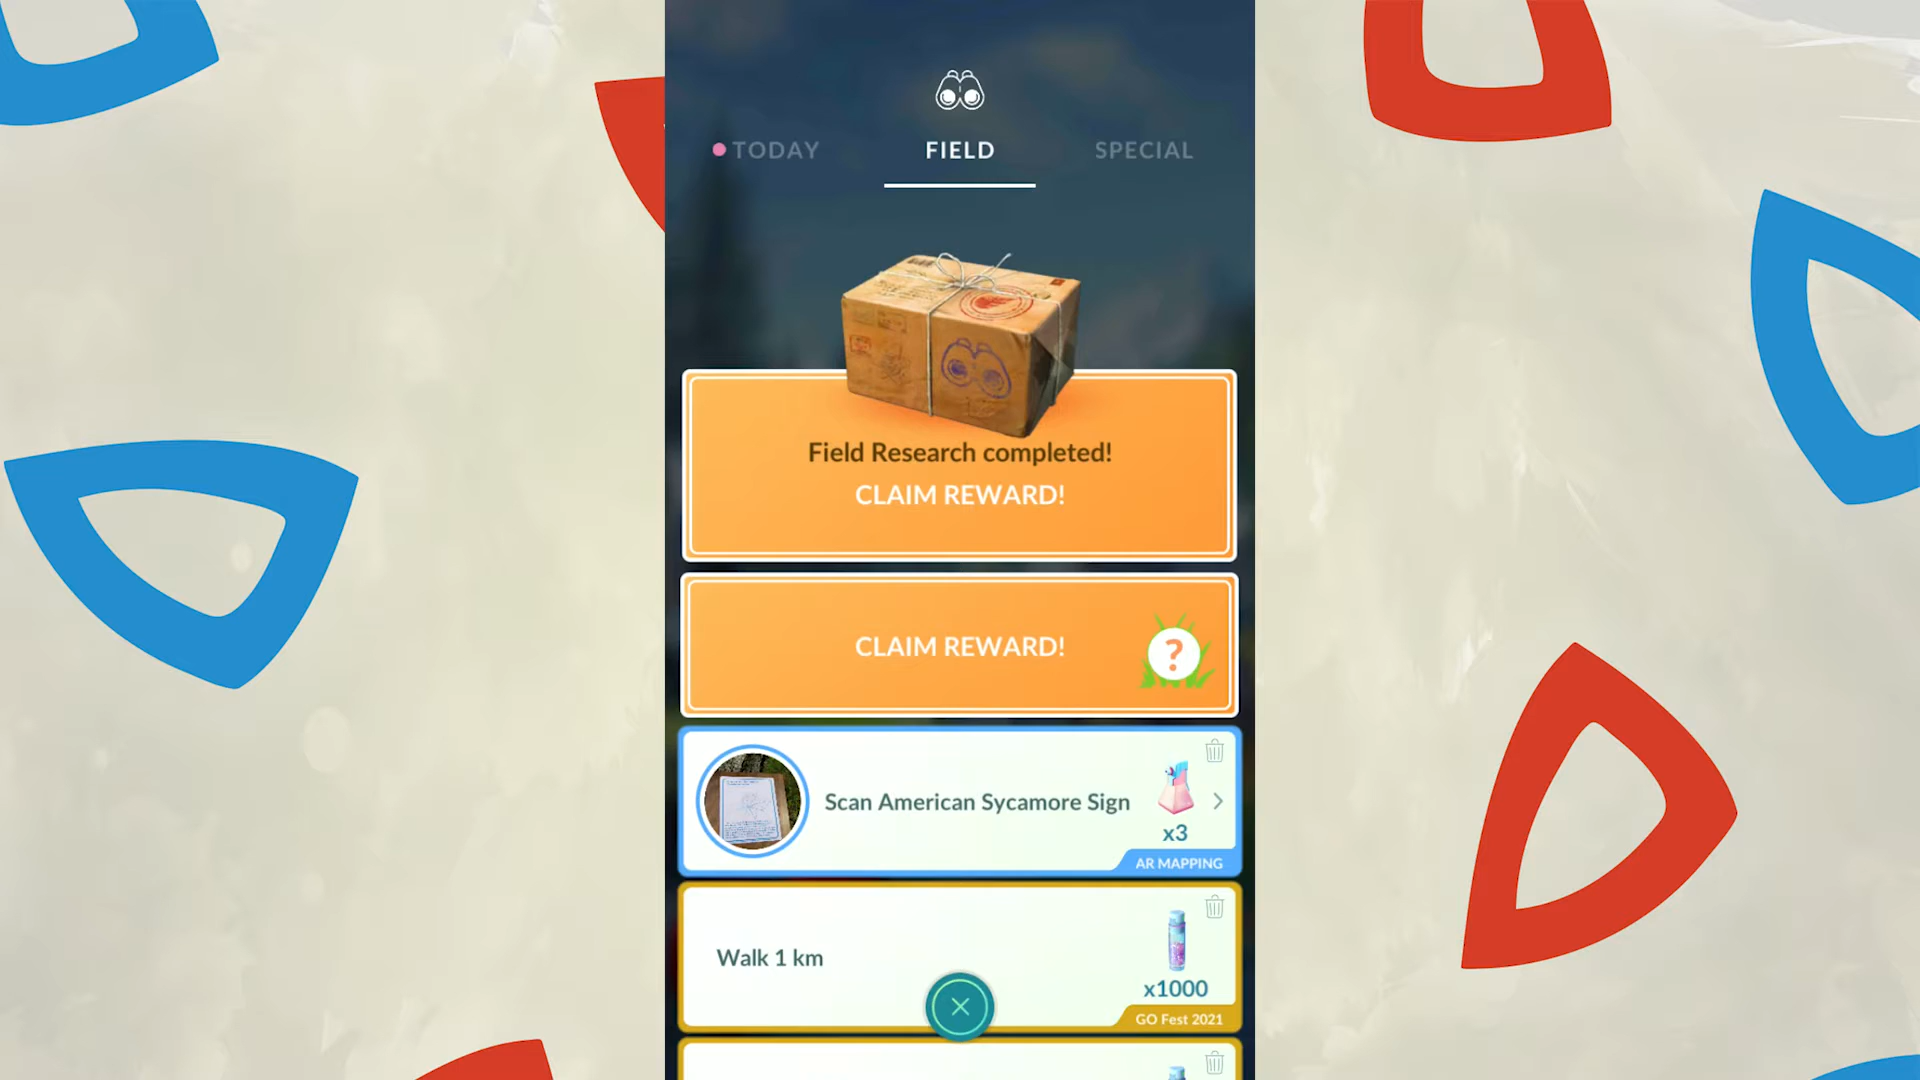 TODAY
FIELD
SPECIAL
Field Research completed!
CLAIM REWARD!
CLAIM REWARD!
?
Scan American Sycamore Sign
x3
AR MAPPING
Walk 1 km
x1000
GO Fest 2021